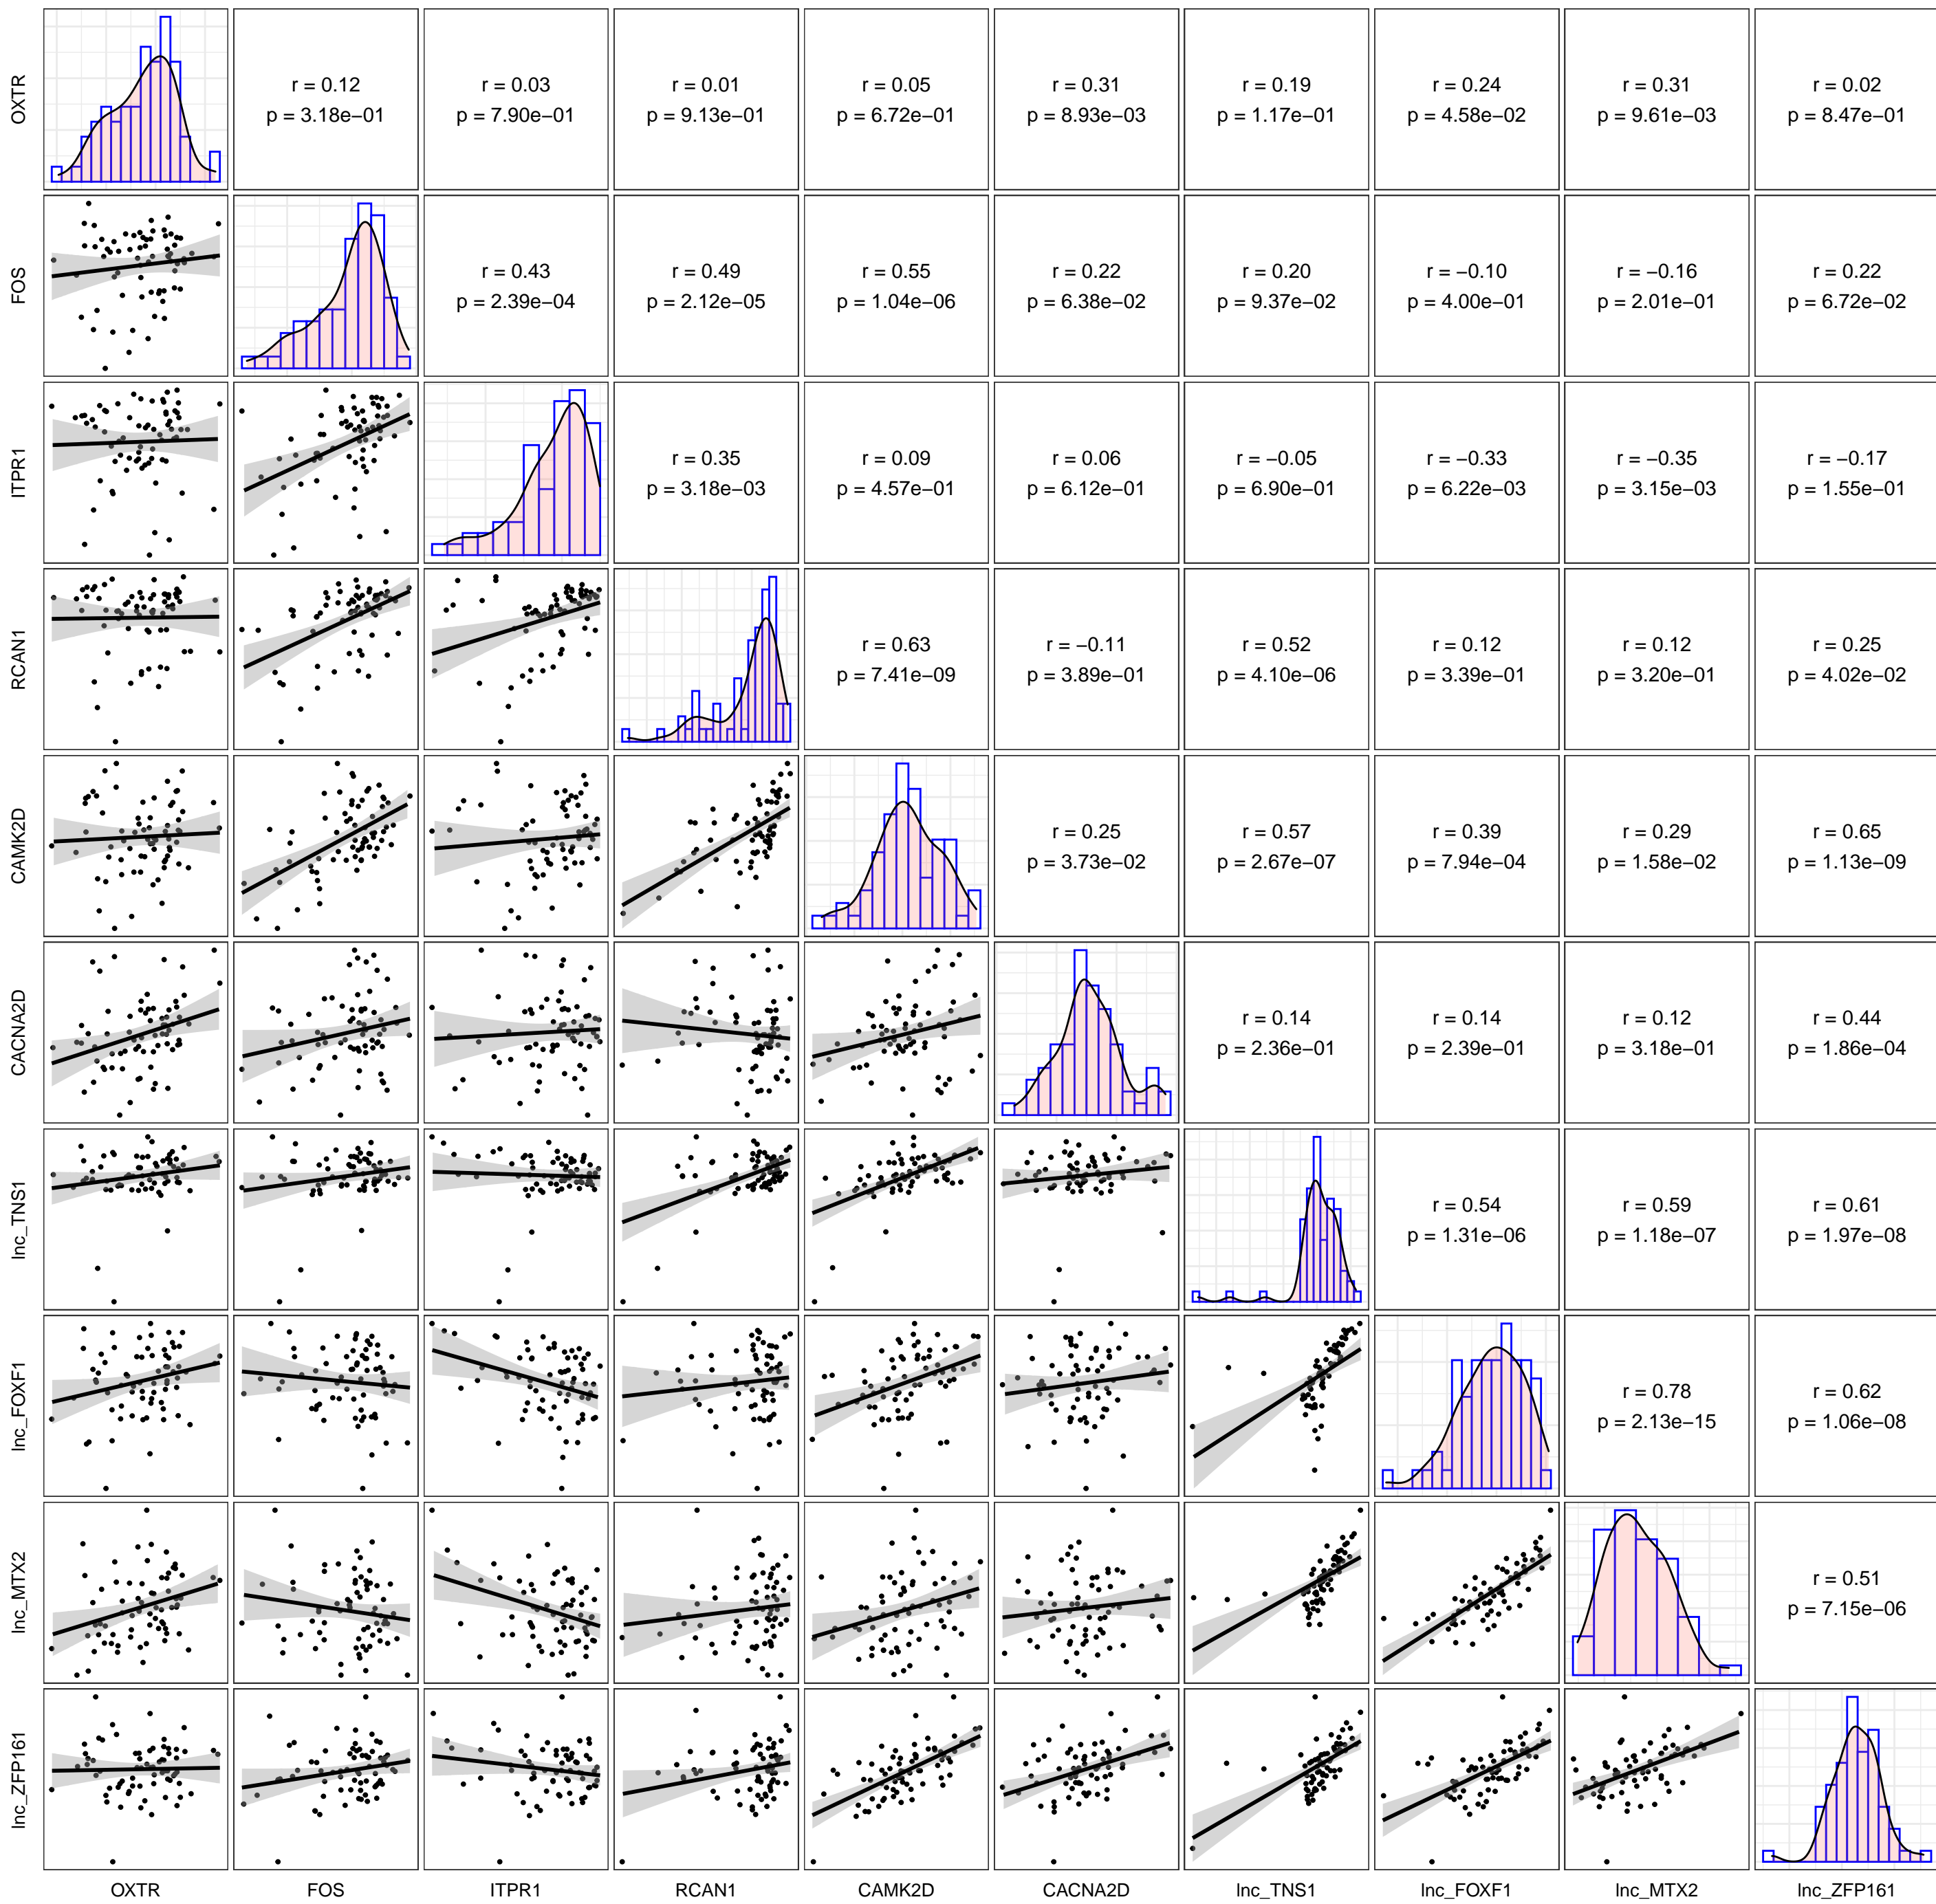 OXTR
r = 0.12
p = 3.18e−01
r = 0.03
p = 7.90e−01
r = 0.01
p = 9.13e−01
r = 0.05
p = 6.72e−01
r = 0.31
p = 8.93e−03
r = 0.19
p = 1.17e−01
r = 0.24
p = 4.58e−02
r = 0.31
p = 9.61e−03
r = 0.02
p = 8.47e−01
FOS
r = 0.43
p = 2.39e−04
r = 0.49
p = 2.12e−05
r = 0.55
p = 1.04e−06
r = 0.22
p = 6.38e−02
r = 0.20
p = 9.37e−02
r = −0.10
p = 4.00e−01
r = −0.16
p = 2.01e−01
r = 0.22
p = 6.72e−02
ITPR1
r = 0.35
p = 3.18e−03
r = 0.09
p = 4.57e−01
r = 0.06
p = 6.12e−01
r = −0.05
p = 6.90e−01
r = −0.33
p = 6.22e−03
r = −0.35
p = 3.15e−03
r = −0.17
p = 1.55e−01
RCAN1
r = 0.63
p = 7.41e−09
r = −0.11
p = 3.89e−01
r = 0.52
p = 4.10e−06
r = 0.12
p = 3.39e−01
r = 0.12
p = 3.20e−01
r = 0.25
p = 4.02e−02
CAMK2D
r = 0.25
p = 3.73e−02
r = 0.57
p = 2.67e−07
r = 0.39
p = 7.94e−04
r = 0.29
p = 1.58e−02
r = 0.65
p = 1.13e−09
CACNA2D
r = 0.14
p = 2.36e−01
r = 0.14
p = 2.39e−01
r = 0.12
p = 3.18e−01
r = 0.44
p = 1.86e−04
lnc_TNS1
r = 0.54
p = 1.31e−06
r = 0.59
p = 1.18e−07
r = 0.61
p = 1.97e−08
lnc_FOXF1
r = 0.78
p = 2.13e−15
r = 0.62
p = 1.06e−08
lnc_MTX2
r = 0.51
p = 7.15e−06
lnc_ZFP161
OXTR
FOS
ITPR1
RCAN1
CAMK2D
CACNA2D
lnc_TNS1
lnc_FOXF1
lnc_MTX2
lnc_ZFP161